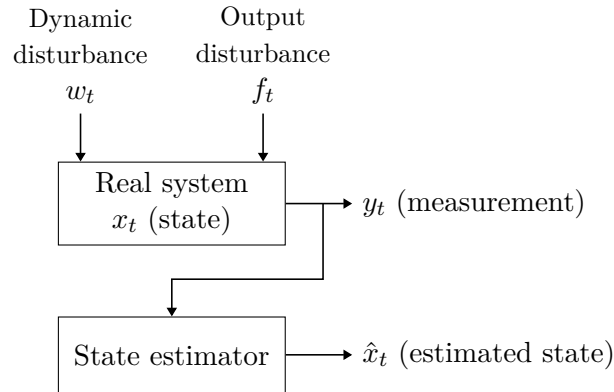 Dynamic
disturbance
w_t
Output
disturbance
f_t
Real system
x_t (state)
y_t (measurement)
State estimator
x̂_t (estimated state)